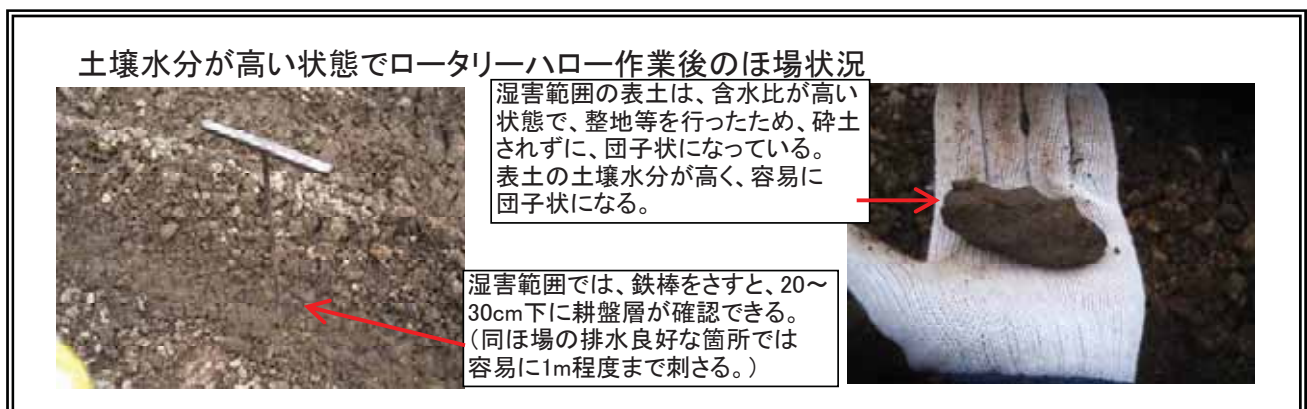 土壌水分が高い状態でロータリーハロー作業後のほ場状況
湿害範囲の表土は、含水比が高い
状態で、整地等を行ったため、砕土
されずに、団子状になっている。
表土の土壌水分が高く、容易に
団子状になる。
湿害範囲では、鉄棒をさすと、20～
30cm下に耕盤層が確認できる。
（同ほ場の排水良好な箇所では
容易に1m程度まで刺さる。）